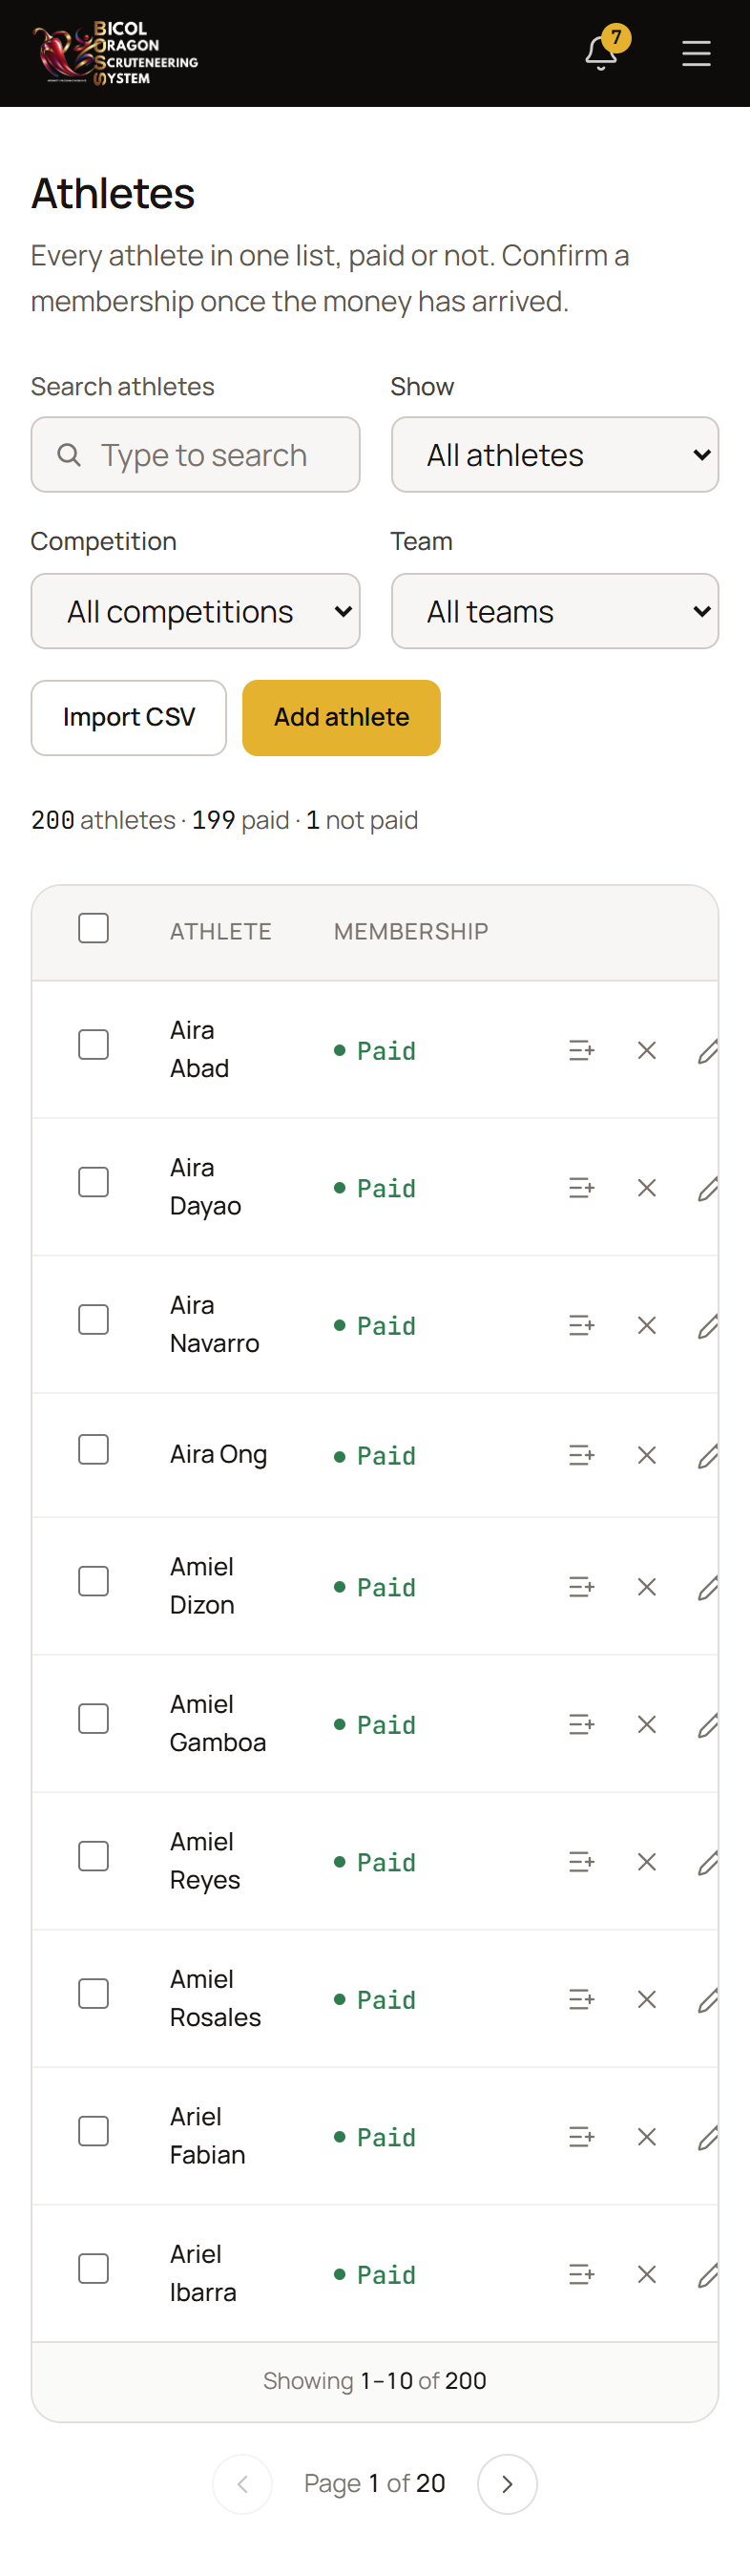 BICOL
DRAGON
SCRUTENEERING
SYSTEM
7
Athletes
Every athlete in one list, paid or not. Confirm a
membership once the money has arrived.
Search athletes
Show
Type to search
All athletes
Competition
Team
All competitions
All teams
Import CSV
Add athlete
200 athletes · 199 paid · 1 not paid
ATHLETE MEMBERSHIP
Aira
Abad
Paid
Aira
Dayao
Paid
Aira
Navarro
Paid
Aira Ong
Paid
Amiel
Dizon
Paid
Amiel
Gamboa
Paid
Amiel
Reyes
Paid
Amiel
Rosales
Paid
Ariel
Fabian
Paid
Ariel
Ibarra
Paid
Showing 1–10 of 200
Page 1 of 20